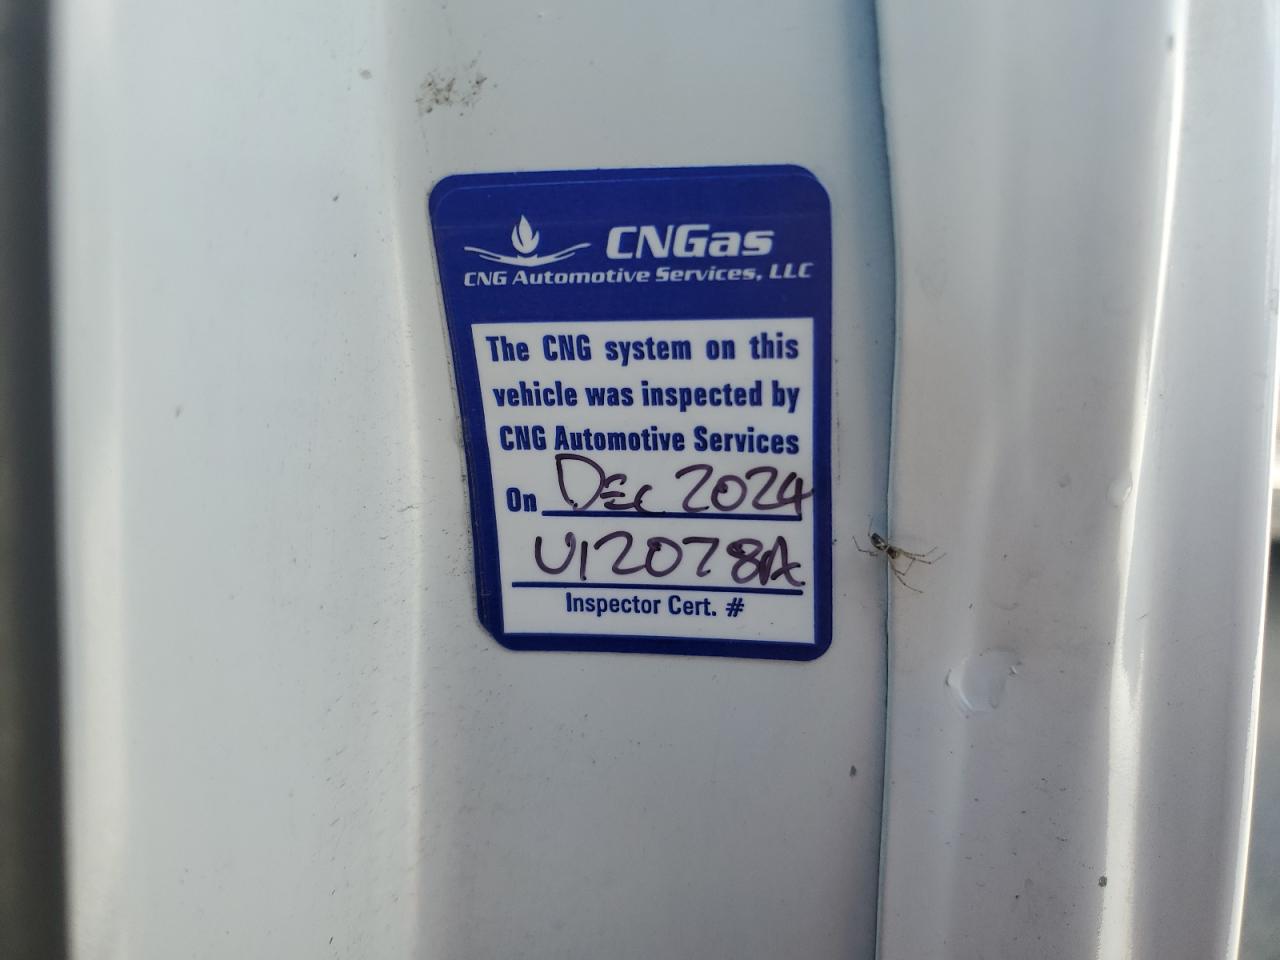 CNGas
CNG Automotive Services, LLC
The CNG system on this
vehicle was inspected by
CNG Automotive Services
On Dec 2024
U12078A
Inspector Cert. #